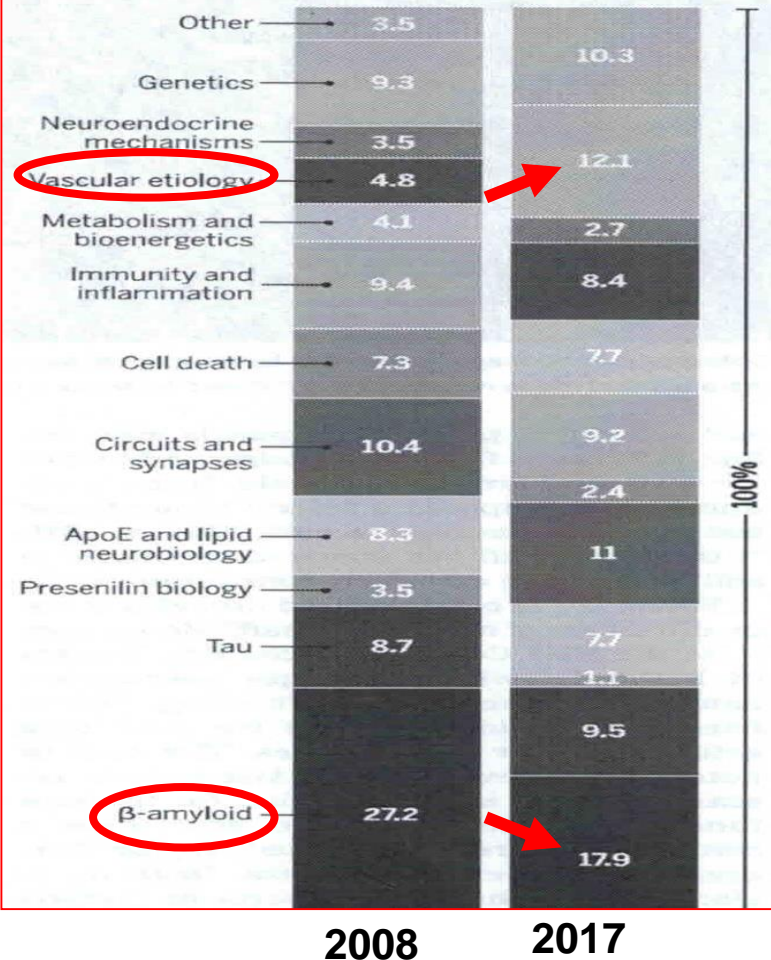 Other 3.5 10.3
Genetics 9.3
12.1
Neuroendocrine
mechanisms 3.5
Vascular etiology 4.8
Metabolism and
bioenergetics 4.1 2.7
Immunity and
inflammation 9.4 8.4
Cell death 7.3 7.7
Circuits and
synapses 10.4 9.2
2.4
ApoE and lipid
neurobiology 8.3 11
Presenilin biology 3.5
Tau 8.7 7.7
1.1
9.5
β-amyloid 27.2 17.9
100%
2008 2017